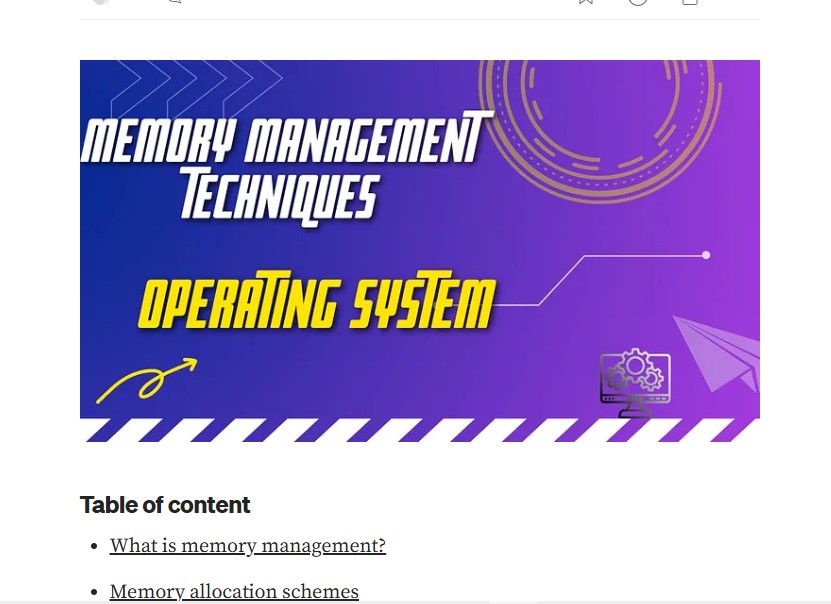 MEMORY MANAGEMENT
TECHNIQUES
OPERATING SYSTEM
Table of content
What is memory management?
Memory allocation schemes